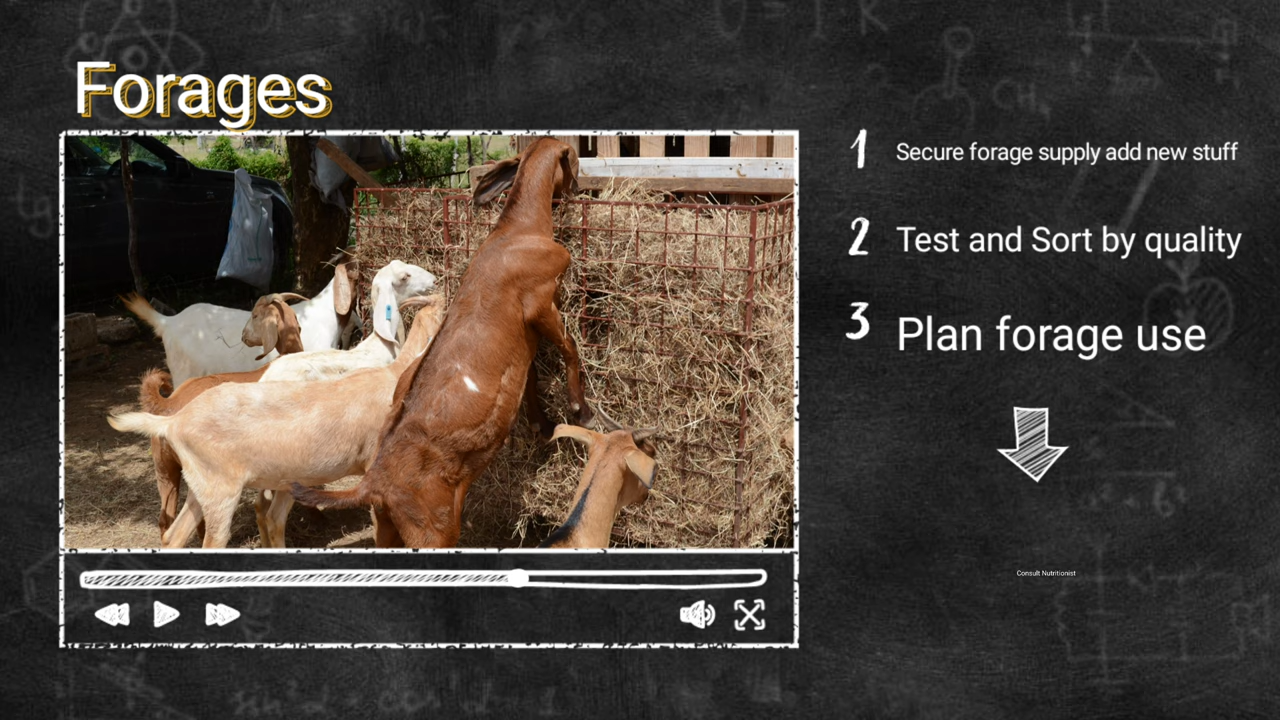 Forages
1 Secure forage supply add new stuff
2 Test and Sort by quality
3 Plan forage use
Consult Nutritionist